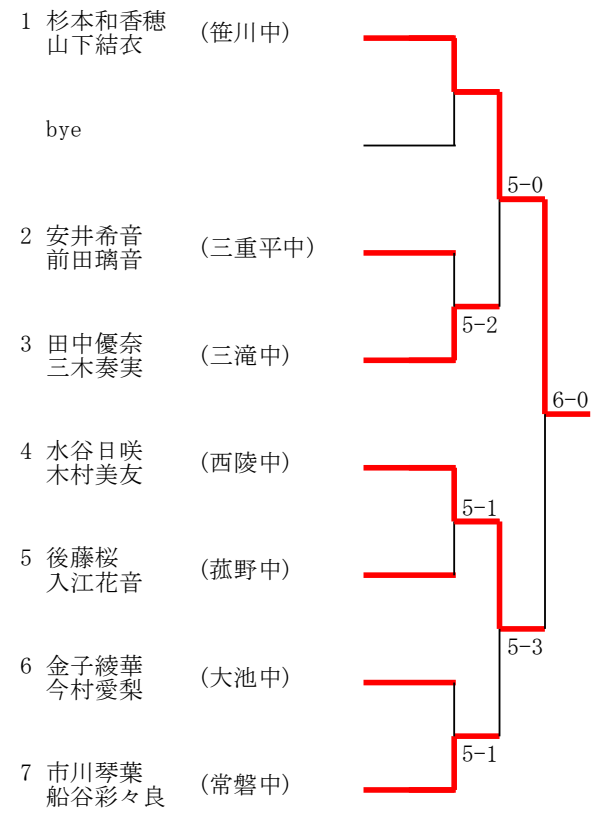 1 杉本和香穂 (笹川中)
山下結衣
bye
5-0
2 安井希音 (三重平中)
前田璃音
5-2
3 田中優奈 (三滝中)
三木奏実
6-0
4 水谷日咲 (西陵中)
木村美友
5-1
5 後藤桜 (菰野中)
入江花音
5-3
6 金子綾華 (大池中)
今村愛梨
5-1
7 市川琴葉 (常磐中)
船谷彩々良